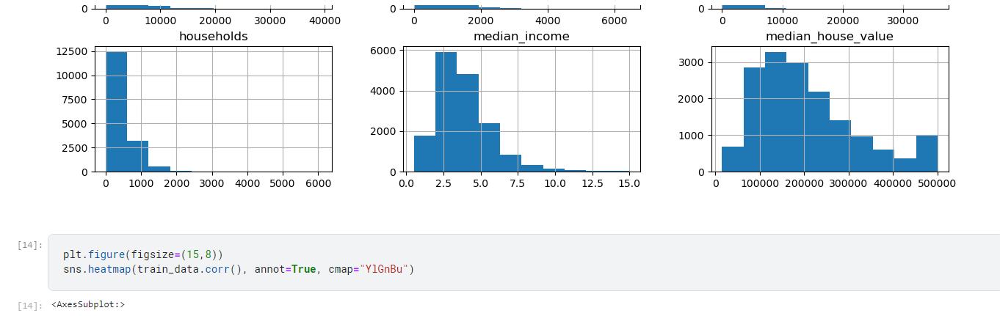 0 0 0
0 10000 20000 30000 40000 0 2000 4000 6000 0 10000 20000 30000
households median_income median_house_value
12500
10000
7500
5000
2500
0
0 1000 2000 3000 4000 5000 6000
6000
4000
2000
0
0.0 2.5 5.0 7.5 10.0 12.5 15.0
3000
2000
1000
0
0 100000 200000 300000 400000 500000
[14]:
plt.figure(figsize=(15,8))
sns.heatmap(train_data.corr(), annot=True, cmap="YlGnBu")
[14]: <AxesSubplot:>